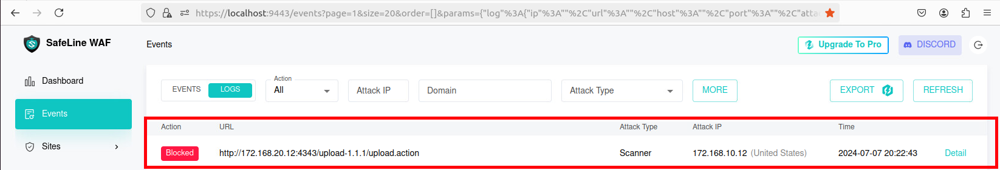 https://localhost:9443/events?page=1&size=20&order=[]&params={"log"%3A{"ip"%3A""%2C"url"%3A""%2C"host"%3A""%2C"port"%3A""%2C"atta
SafeLine WAF
Events
Upgrade To Pro
DISCORD
Dashboard
Events
Sites
EVENTS LOGS
Action
All
Attack IP
Domain
Attack Type
MORE
EXPORT
REFRESH
Action URL Attack Type Attack IP Time
Blocked http://172.168.20.12:4343/upload-1.1.1/upload.action Scanner 172.168.10.12 (United States) 2024-07-07 20:22:43 Detail